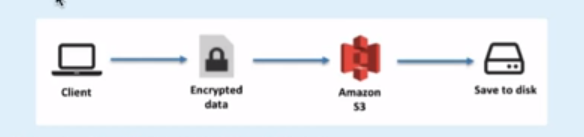 Client
Encrypted
data
Amazon
S3
Save to disk